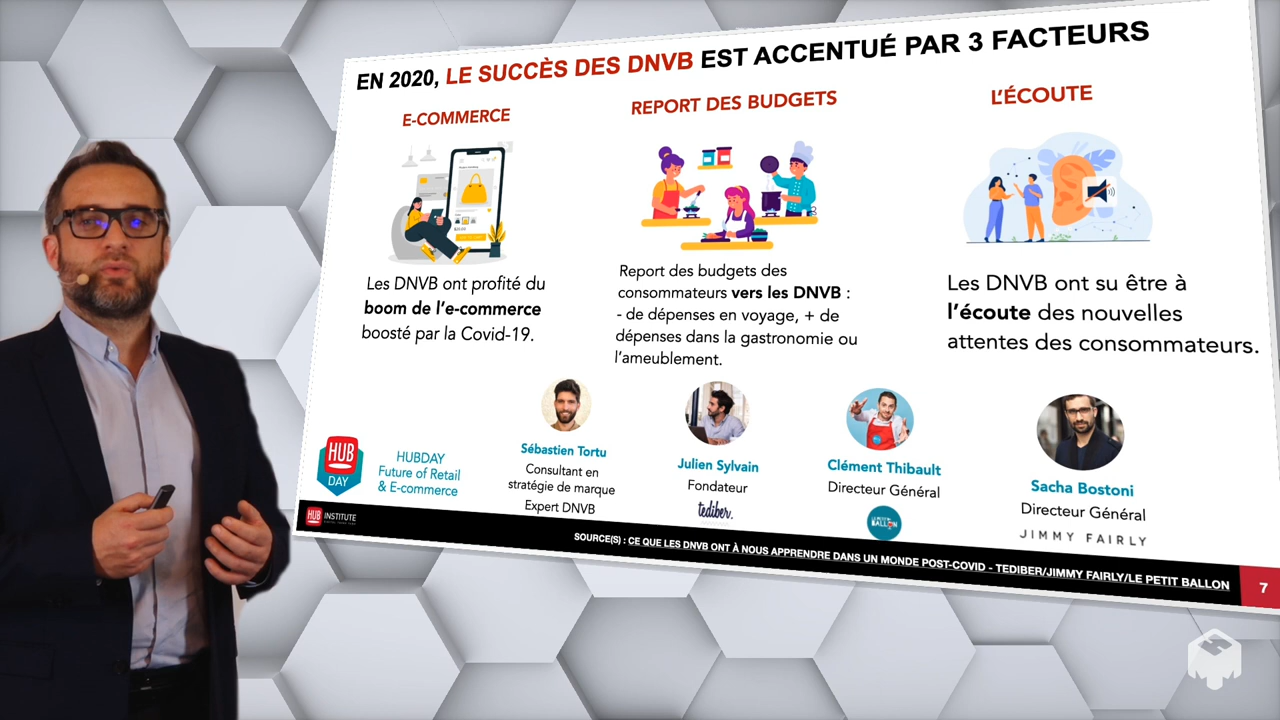 EN 2020, LE SUCCÈS DES DNVB EST ACCENTUÉ PAR 3 FACTEURS
E-COMMERCE
Les DNVB ont profité du
boom de l'e-commerce
boosté par la Covid-19.
REPORT DES BUDGETS
Report des budgets des
consommateurs vers les DNVB :
- de dépenses en voyage, + de
dépenses dans la gastronomie ou
l'ameublement.
L'ÉCOUTE
Les DNVB ont su être à
l'écoute des nouvelles
attentes des consommateurs.
HUB
DAY
HUBDAY
Future of Retail
& E-commerce
Sébastien Tortu
Consultant en
stratégie de marque
Expert DNVB
Julien Sylvain
Fondateur
tediber.
Clément Thibault
Directeur Général
BALLON
Sacha Bostoni
Directeur Général
JIMMY FAIRLY
HUB
INSTITUTE
SOURCE(S) : CE QUE LES DNVB ONT À NOUS APPRENDRE DANS UN MONDE POST-COVID - TEDIBER/JIMMY FAIRLY/LE PETIT BALLON
7